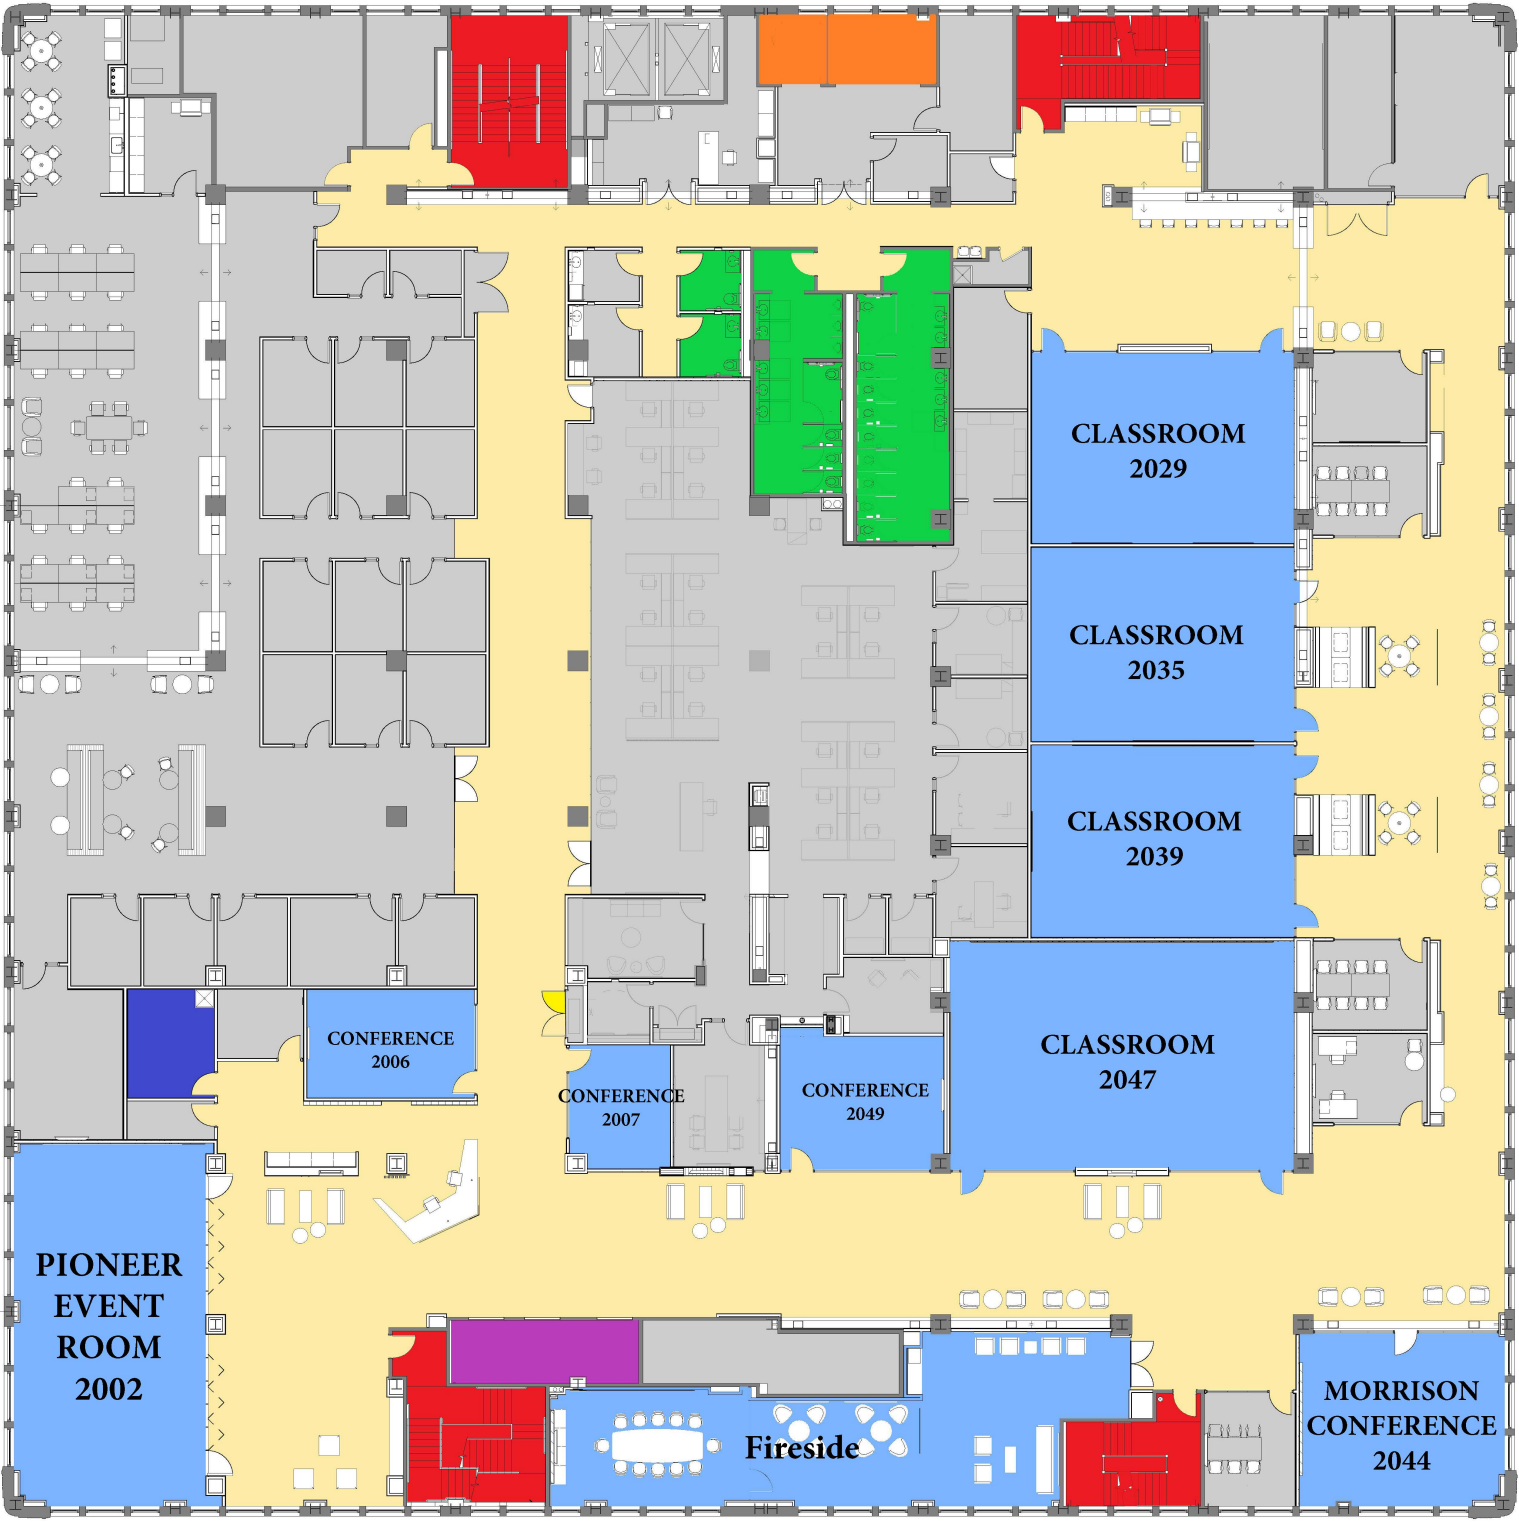 CLASSROOM
2029
CLASSROOM
2035
CLASSROOM
2039
CONFERENCE
2006
CONFERENCE
2007
CONFERENCE
2049
CLASSROOM
2047
PIONEER
EVENT
ROOM
2002
Fireside
MORRISON
CONFERENCE
2044